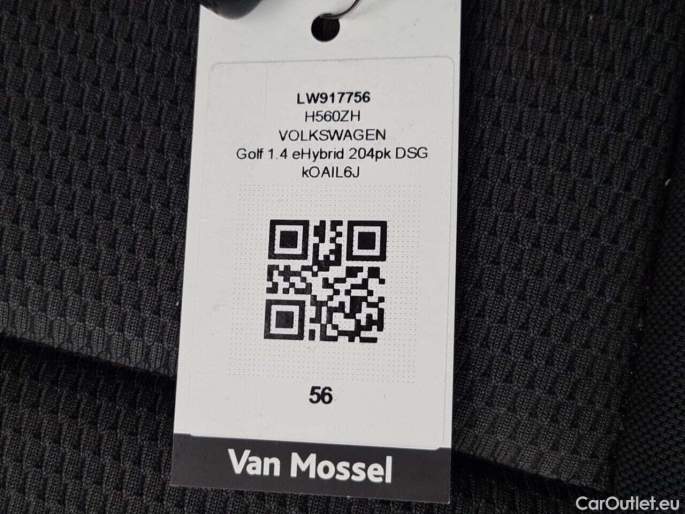 LW917756
H560ZH
VOLKSWAGEN
Golf 1.4 eHybrid 204pk DSG
kOAIL6J
56
Van Mossel
CarOutlet.eu